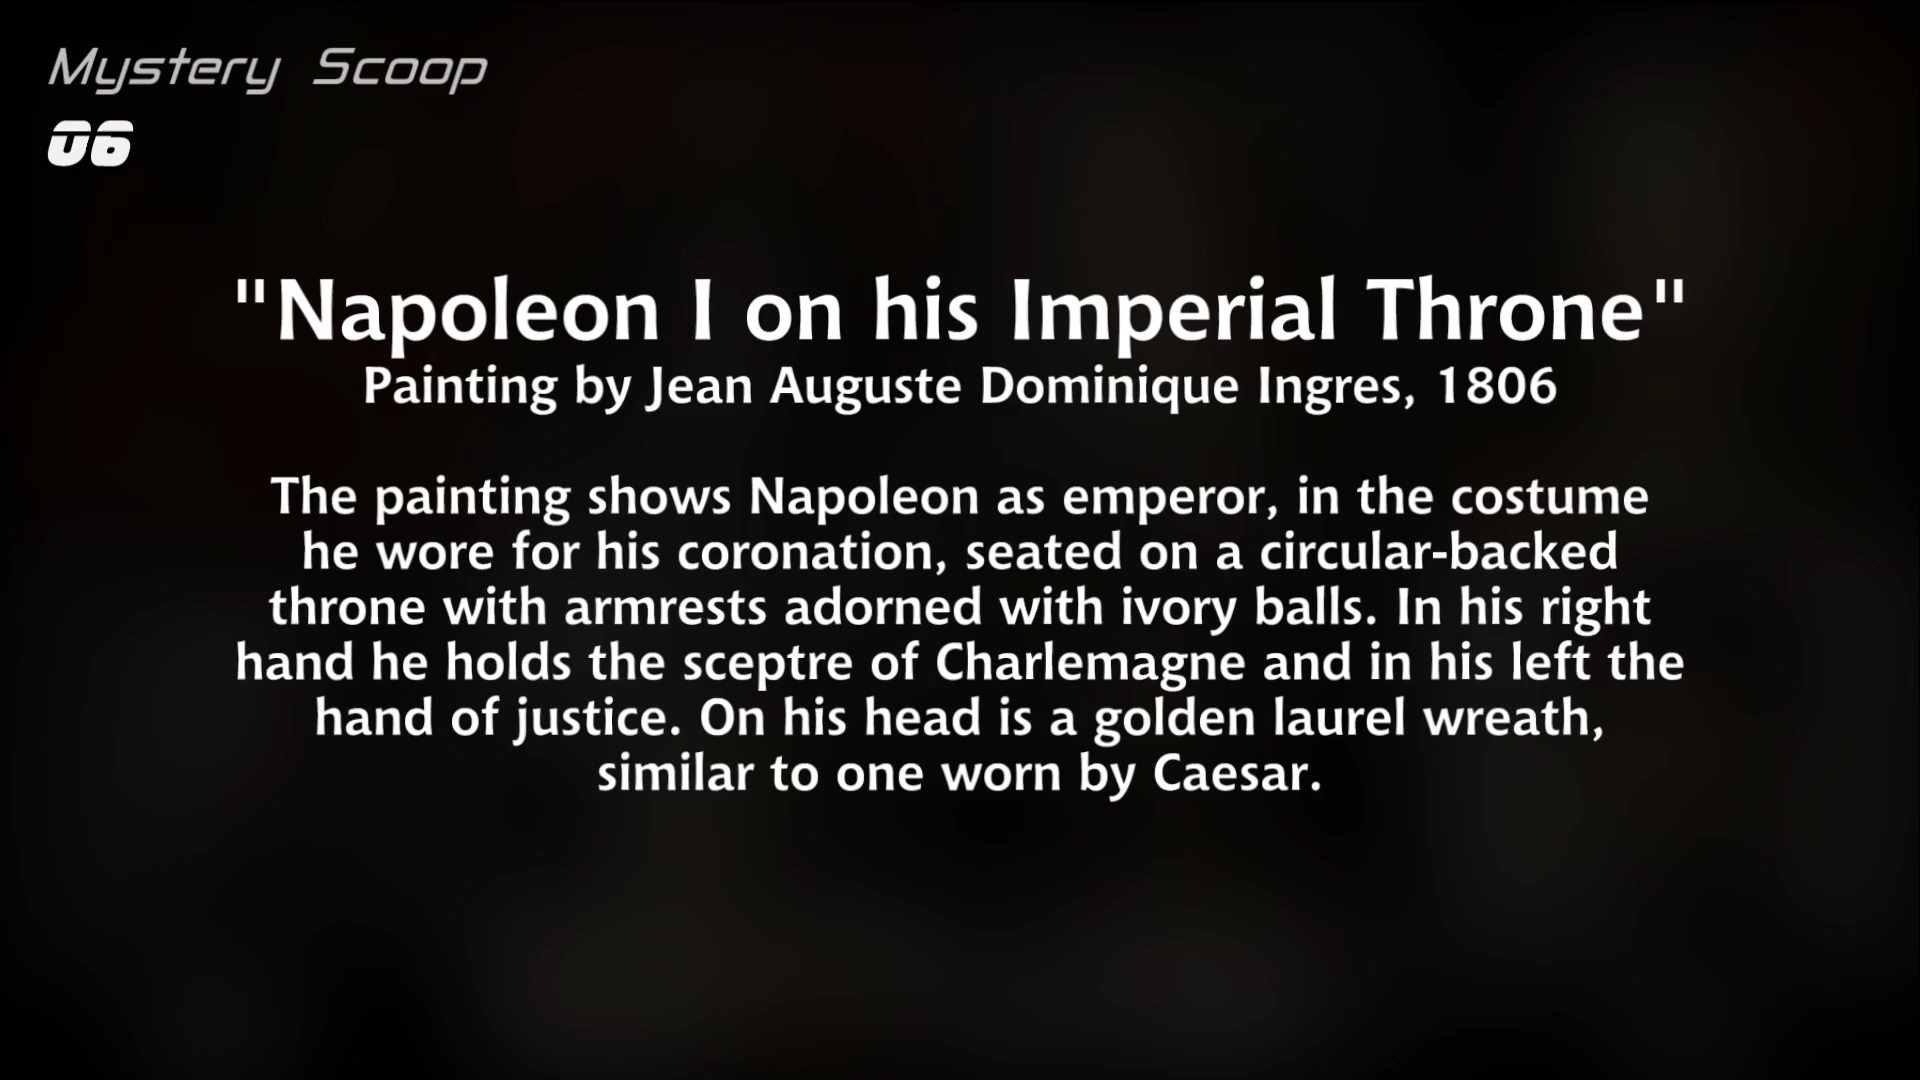 Mystery Scoop
06
"Napoleon I on his Imperial Throne"
Painting by Jean Auguste Dominique Ingres, 1806
The painting shows Napoleon as emperor, in the costume
he wore for his coronation, seated on a circular-backed
throne with armrests adorned with ivory balls. In his right
hand he holds the sceptre of Charlemagne and in his left the
hand of justice. On his head is a golden laurel wreath,
similar to one worn by Caesar.